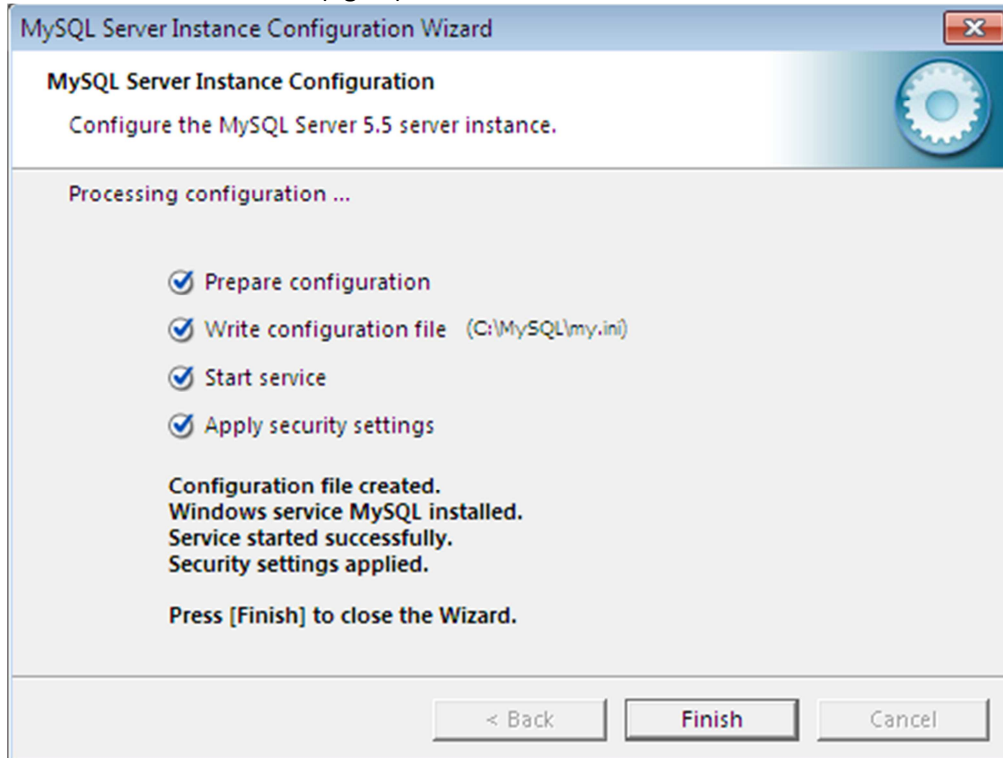 MySQL Server Instance Configuration Wizard
MySQL Server Instance Configuration
Configure the MySQL Server 5.5 server instance.
Processing configuration ...
Prepare configuration
Write configuration file (C:\MySQL\my.ini)
Start service
Apply security settings
Configuration file created.
Windows service MySQL installed.
Service started successfully.
Security settings applied.
Press [Finish] to close the Wizard.
< Back Finish Cancel